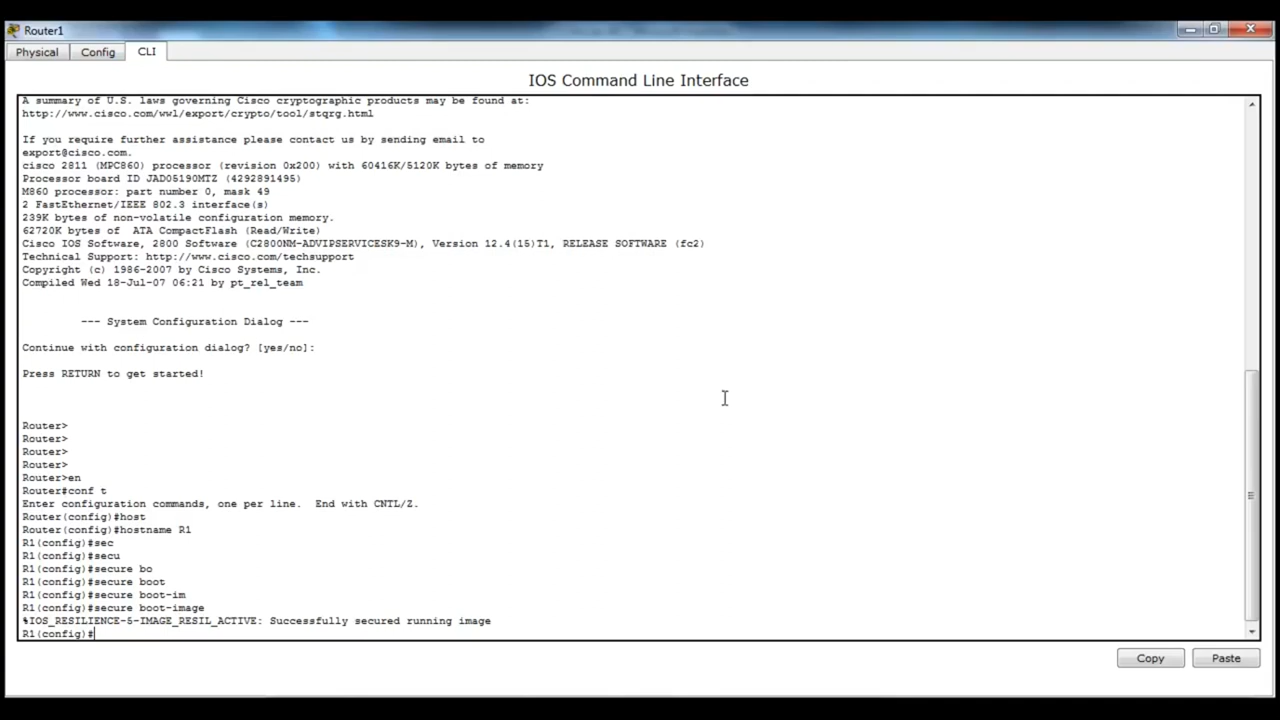 Router1
Physical Config CLI
IOS Command Line Interface
A summary of U.S. laws governing Cisco cryptographic products may be found at:
http://www.cisco.com/wwl/export/crypto/tool/stqrg.html
If you require further assistance please contact us by sending email to
export@cisco.com.
cisco 2811 (MPC860) processor (revision 0x200) with 60416K/5120K bytes of memory
Processor board ID JAD05190MTZ (4292891495)
M860 processor: part number 0, mask 49
2 FastEthernet/IEEE 802.3 interface(s)
239K bytes of non-volatile configuration memory.
62720K bytes of  ATA CompactFlash (Read/Write)
Cisco IOS Software, 2800 Software (C2800NM-ADVIPSERVICESK9-M), Version 12.4(15)T1, RELEASE SOFTWARE (fc2)
Technical Support: http://www.cisco.com/techsupport
Copyright (c) 1986-2007 by Cisco Systems, Inc.
Compiled Wed 18-Jul-07 06:21 by pt_rel_team
--- System Configuration Dialog ---
Continue with configuration dialog? [yes/no]:
Press RETURN to get started!
Router>
Router>
Router>
Router>
Router>en
Router#conf t
Enter configuration commands, one per line.  End with CNTL/Z.
Router(config)#host
Router(config)#hostname R1
R1(config)#sec
R1(config)#secu
R1(config)#secure bo
R1(config)#secure boot
R1(config)#secure boot-im
R1(config)#secure boot-image
%IOS_RESILIENCE-5-IMAGE_RESIL_ACTIVE: Successfully secured running image
R1(config)#
Copy Paste